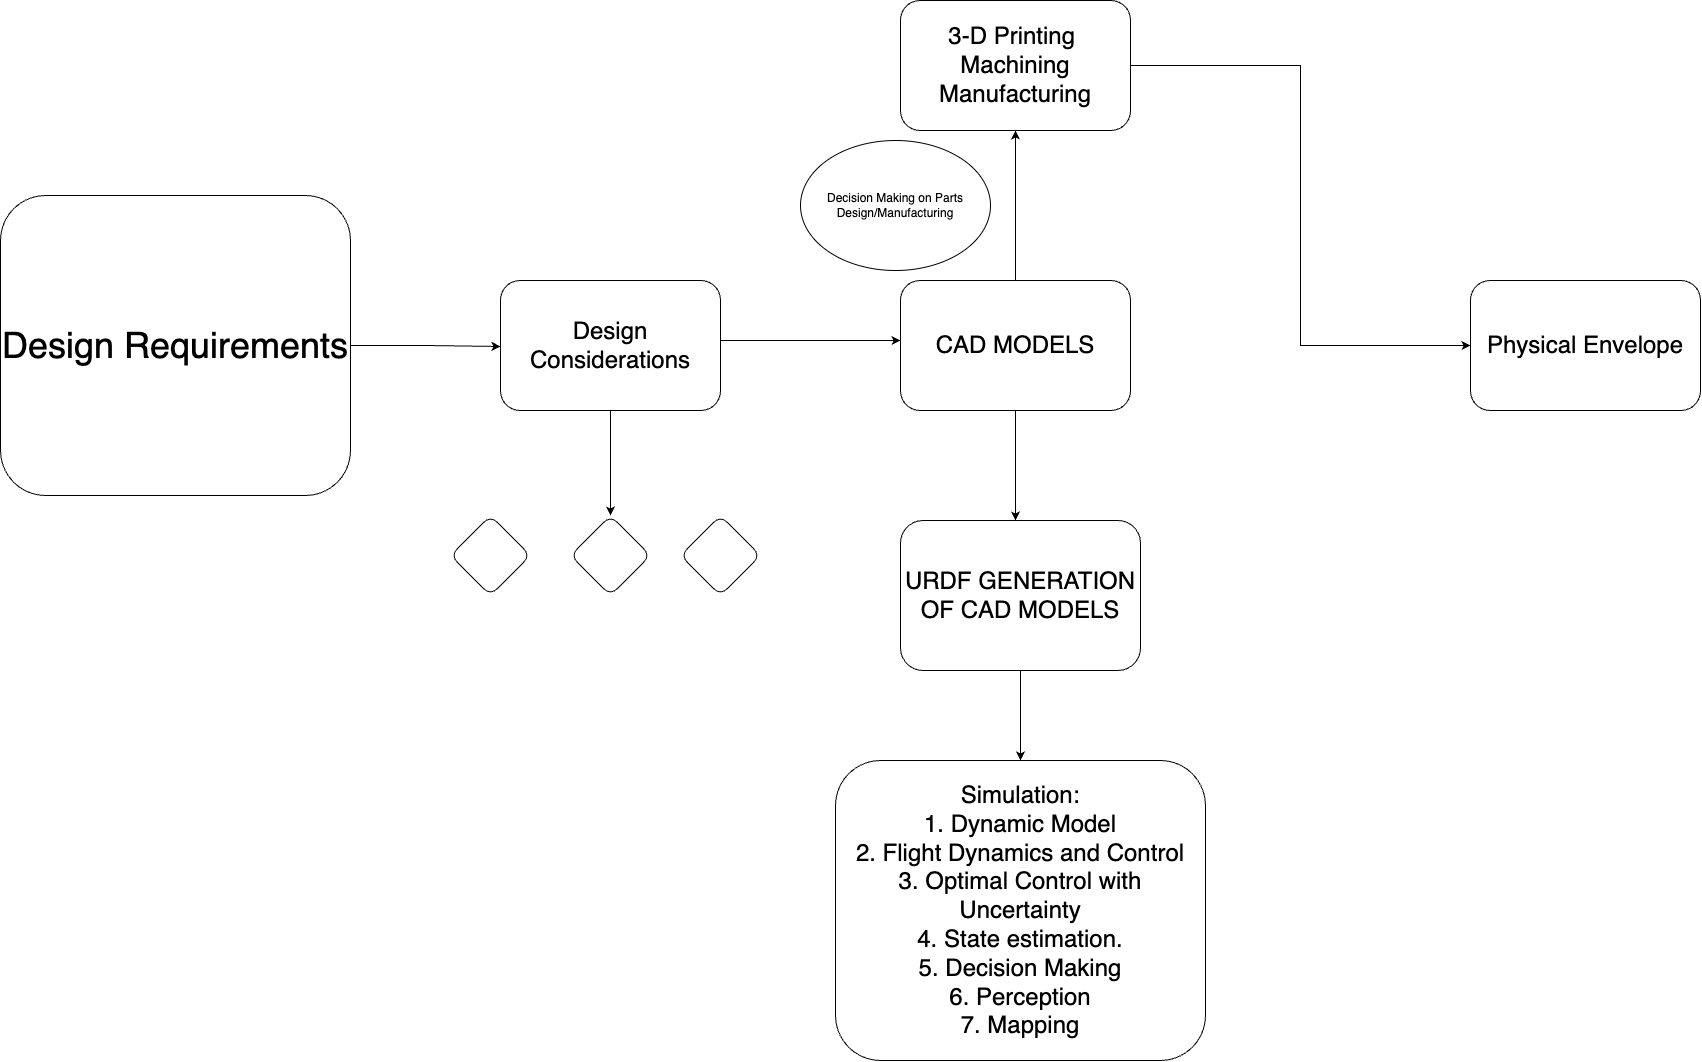 3-D Printing
Machining
Manufacturing
Decision Making on Parts
Design/Manufacturing
Design Requirements
Design
Considerations
CAD MODELS
Physical Envelope
URDF GENERATION
OF CAD MODELS
Simulation:
1. Dynamic Model
2. Flight Dynamics and Control
3. Optimal Control with
Uncertainty
4. State estimation.
5. Decision Making
6. Perception
7. Mapping